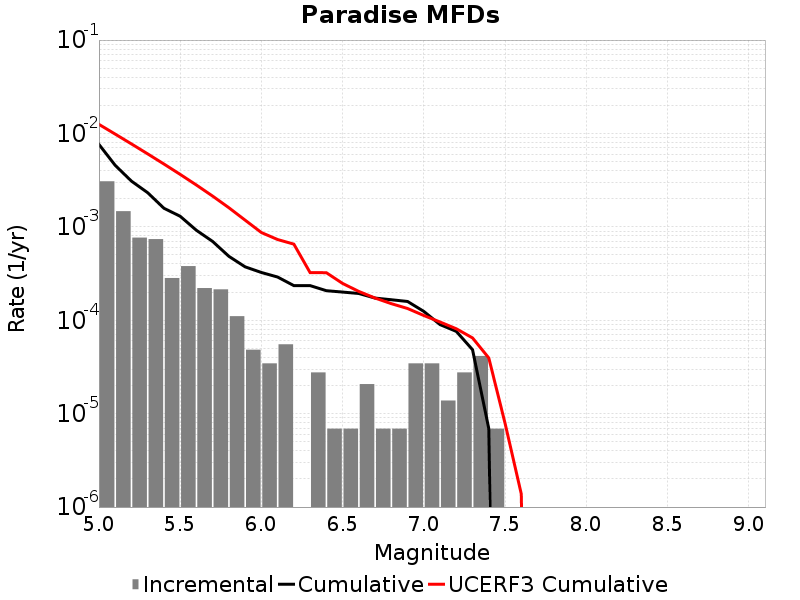 Paradise MFDs
10-1
10-2
10-3
10-4
10-5
10-6
Rate (1/yr)
5.0 5.5 6.0 6.5 7.0 7.5 8.0 8.5 9.0
Magnitude
Incremental Cumulative UCERF3 Cumulative